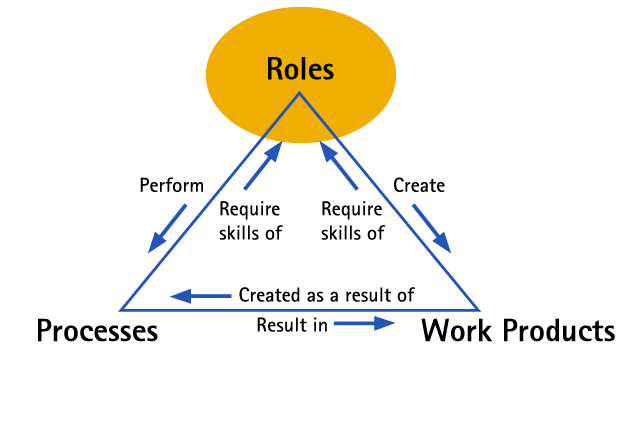 Roles
Perform
Create
Require
skills of
Require
skills of
Created as a result of
Processes
Result in
Work Products